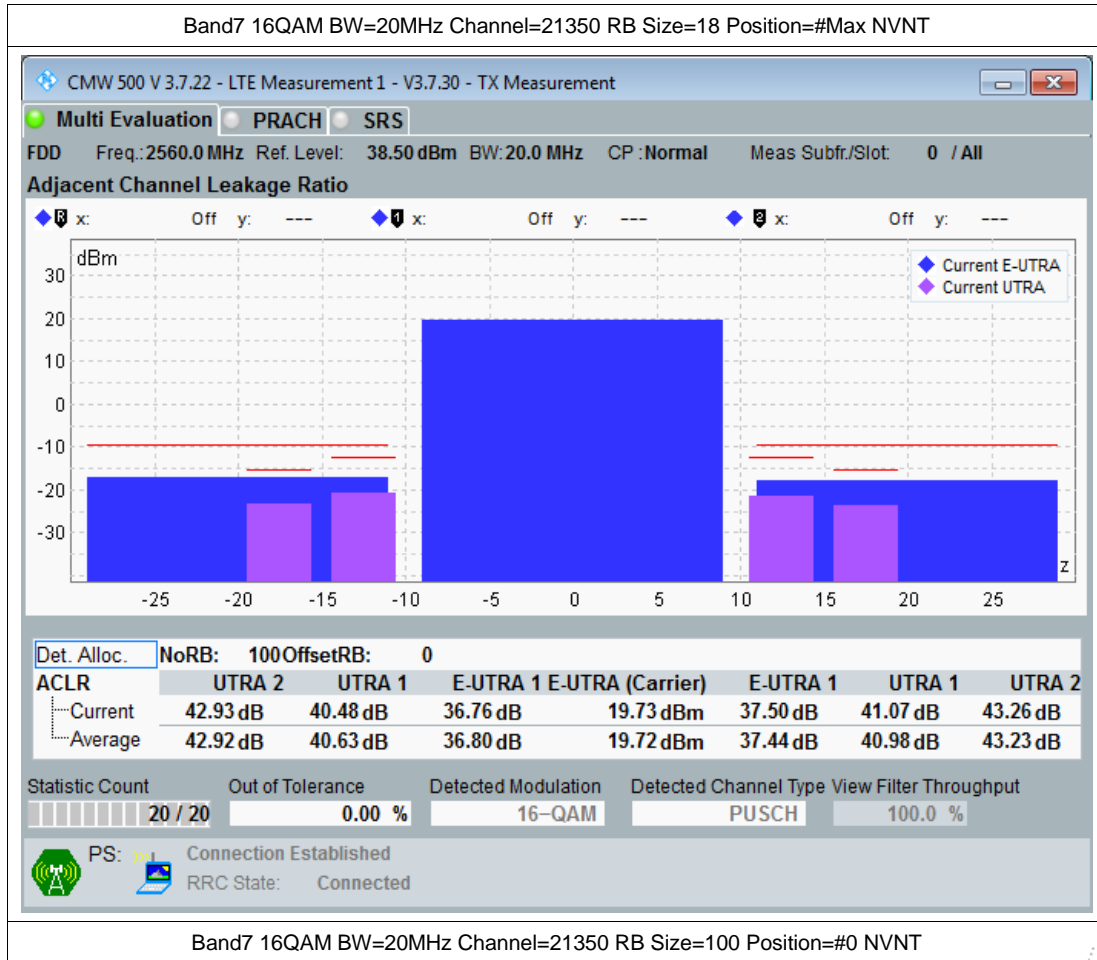 Band7 16QAM BW=20MHz Channel=21350 RB Size=18 Position=#Max NVNT
CMW 500 V 3.7.22 - LTE Measurement 1 - V3.7.30 - TX Measurement
Multi Evaluation PRACH SRS
FDD Freq.:2560.0 MHz Ref. Level: 38.50 dBm BW:20.0 MHz CP :Normal Meas Subfr./Slot: 0 / All
Adjacent Channel Leakage Ratio
R x: Off y: --- 1 x: Off y: --- 2 x: Off y: ---
dBm
Current E-UTRA
Current UTRA
30
20
10
0
-10
-20
-30
z
-25 -20 -15 -10 -5 0 5 10 15 20 25
Det. Alloc. NoRB: 100 OffsetRB: 0
ACLR UTRA 2 UTRA 1 E-UTRA 1 E-UTRA (Carrier) E-UTRA 1 UTRA 1 UTRA 2
Current 42.93 dB 40.48 dB 36.76 dB 19.73 dBm 37.50 dB 41.07 dB 43.26 dB
Average 42.92 dB 40.63 dB 36.80 dB 19.72 dBm 37.44 dB 40.98 dB 43.23 dB
Statistic Count Out of Tolerance Detected Modulation Detected Channel Type View Filter Throughput
20 / 20 0.00 % 16-QAM PUSCH 100.0 %
PS: Connection Established
RRC State: Connected
Band7 16QAM BW=20MHz Channel=21350 RB Size=100 Position=#0 NVNT